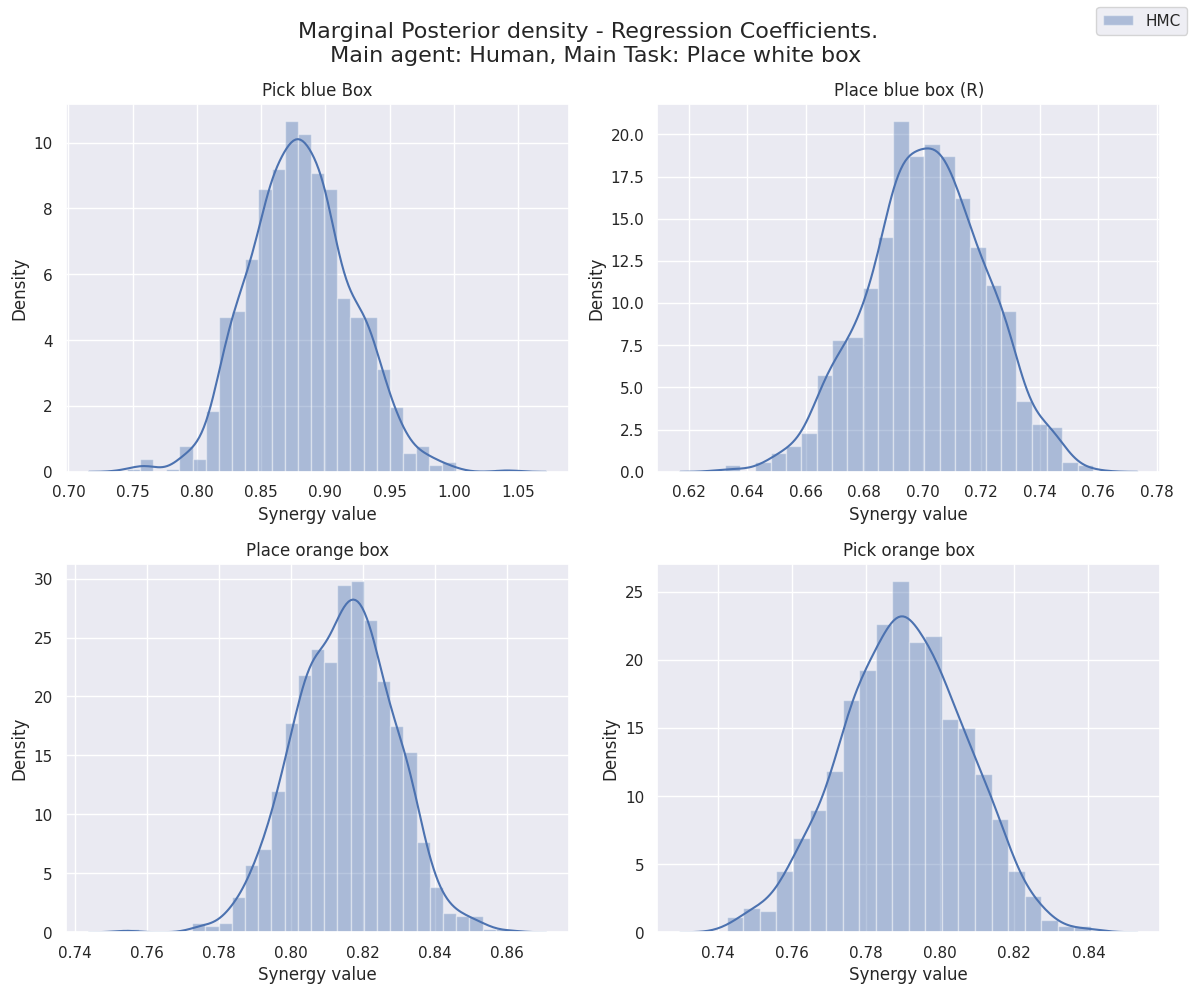 HMC
Marginal Posterior density - Regression Coefficients.
Main agent: Human, Main Task: Place white box
Pick blue Box
10
8
6
4
2
0
Density
0.70 0.75 0.80 0.85 0.90 0.95 1.00 1.05
Synergy value
Place blue box (R)
20.0
17.5
15.0
12.5
10.0
7.5
5.0
2.5
0.0
Density
0.62 0.64 0.66 0.68 0.70 0.72 0.74 0.76 0.78
Synergy value
Place orange box
30
25
20
15
10
5
0
Density
0.74 0.76 0.78 0.80 0.82 0.84 0.86
Synergy value
Pick orange box
25
20
15
10
5
0
Density
0.74 0.76 0.78 0.80 0.82 0.84
Synergy value